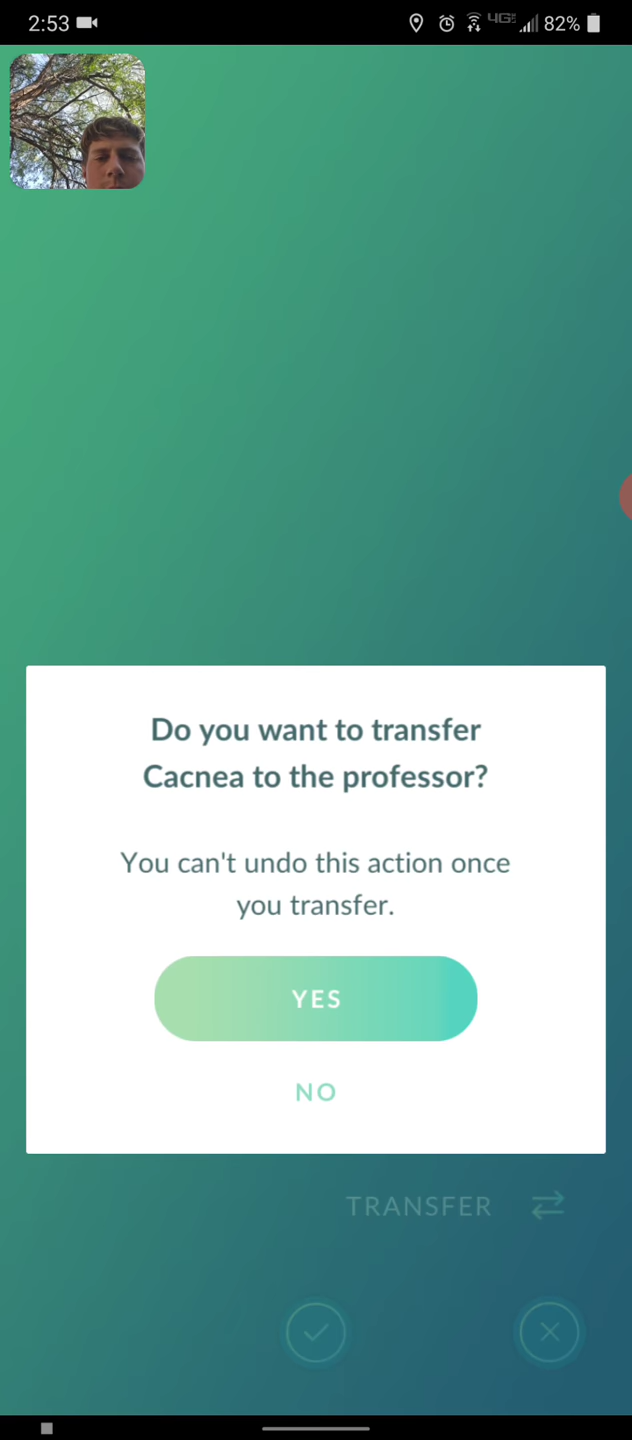 2:53 4GE 82%
Do you want to transfer
Cacnea to the professor?
You can't undo this action once
you transfer.
YES
NO
TRANSFER